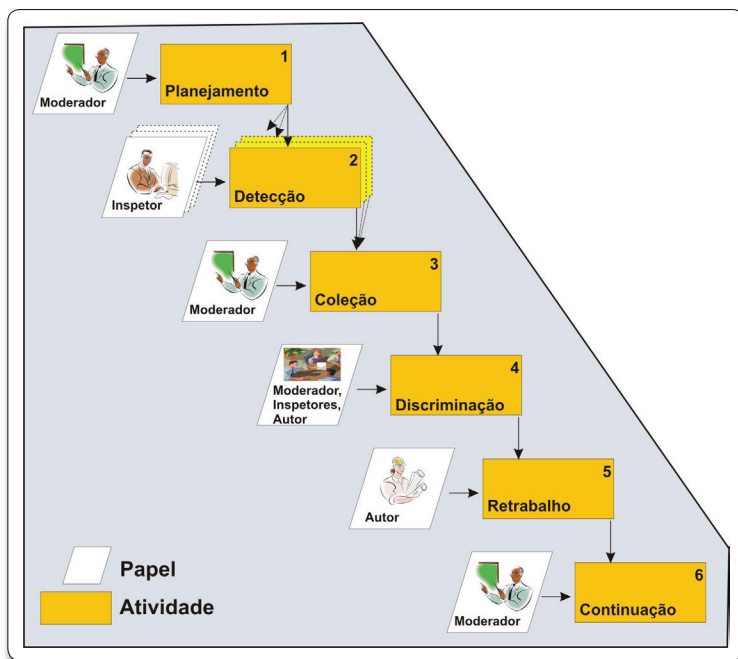 1
Planejamento
Moderador
2
Detecção
Inspetor
3
Coleção
Moderador
4
Discriminação
Moderador,
Inspetores,
Autor
5
Retrabalho
Autor
6
Continuação
Moderador
Papel
Atividade